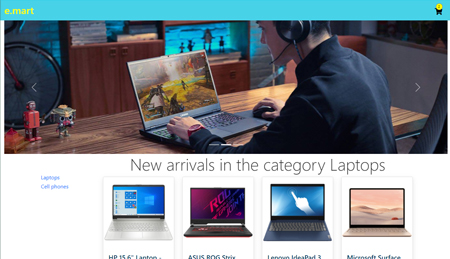 e.mart
New arrivals in the category Laptops
Laptops
Cell phones
HP 15.6" Laptop -
ASUS ROG Strix
Lenovo IdeaPad 3
Microsoft Surface